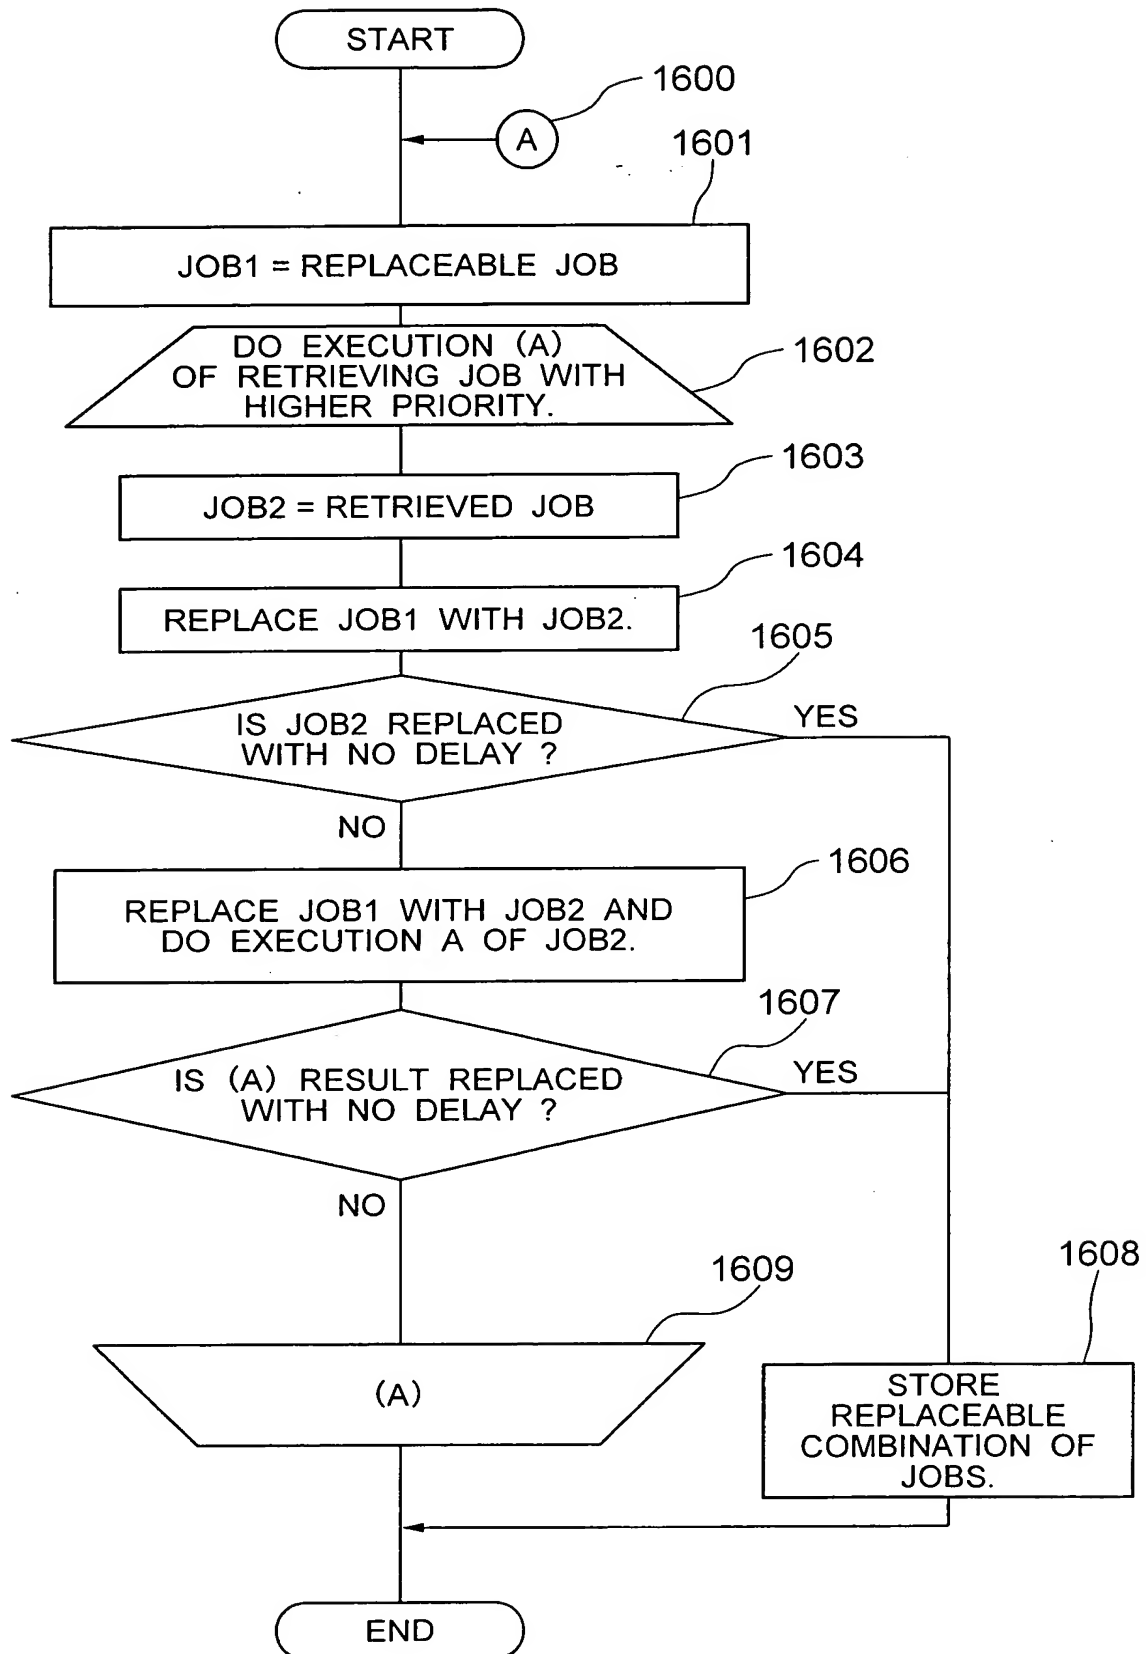 START
1600
A
1601
JOB1 = REPLACEABLE JOB
DO EXECUTION (A)
OF RETRIEVING JOB WITH
HIGHER PRIORITY.
1602
1603
JOB2 = RETRIEVED JOB
1604
REPLACE JOB1 WITH JOB2.
1605
IS JOB2 REPLACED
WITH NO DELAY ?
YES
NO
1606
REPLACE JOB1 WITH JOB2 AND
DO EXECUTION A OF JOB2.
1607
IS (A) RESULT REPLACED
WITH NO DELAY ?
YES
NO
1609
1608
(A)
STORE
REPLACEABLE
COMBINATION OF
JOBS.
END